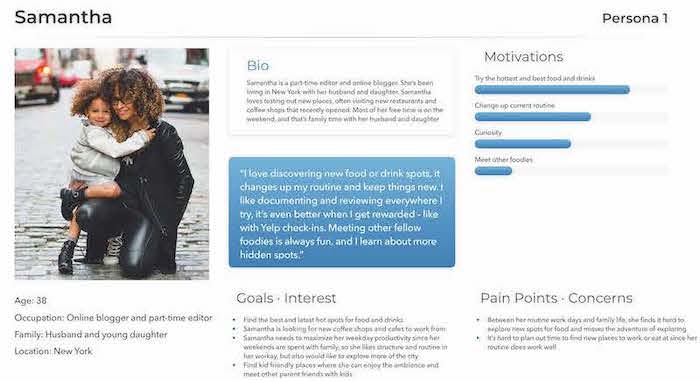 Samantha
Persona 1
Bio
Samantha is a part-time editor and online blogger. She's been
living in New York with her husband and daughter. Samantha
loves testing out new places, often visiting new restaurants and
coffee shops that recently opened. Most of her free time is on the
weekend, and that's family time with her husband and daughter
"I love discovering new food or drink spots, it
changes up my routine and keep things new. I
like documenting and reviewing everywhere I
try, it's even better when I get rewarded - like
with Yelp check-ins. Meeting other fellow
foodies is always fun, and I learn about more
hidden spots."
Motivations
Try the hottest and best food and drinks
Change up current routine
Curiosity
Meet other foodies
Age: 38
Occupation: Online blogger and part-time editor
Family: Husband and young daughter
Location: New York
Goals · Interest
• Find the best and latest hot spots for food and drinks
• Samantha is looking for new coffee shops and cafes to work from
• Samantha needs to maximize her weekday productivity since her
weekends are spent with family, so she likes structure and routine in
her workay, but also would like to explore more of the city
• Find kid friendly places where she can enjoy the ambience and
meet other parent friends with kids
Pain Points · Concerns
• Between her routine work days and family life, she finds it hard to
explore new spots for food and misses the adventure of exploring
• It's hard to plan out time to find new places to work or eat at since her
routine does work well